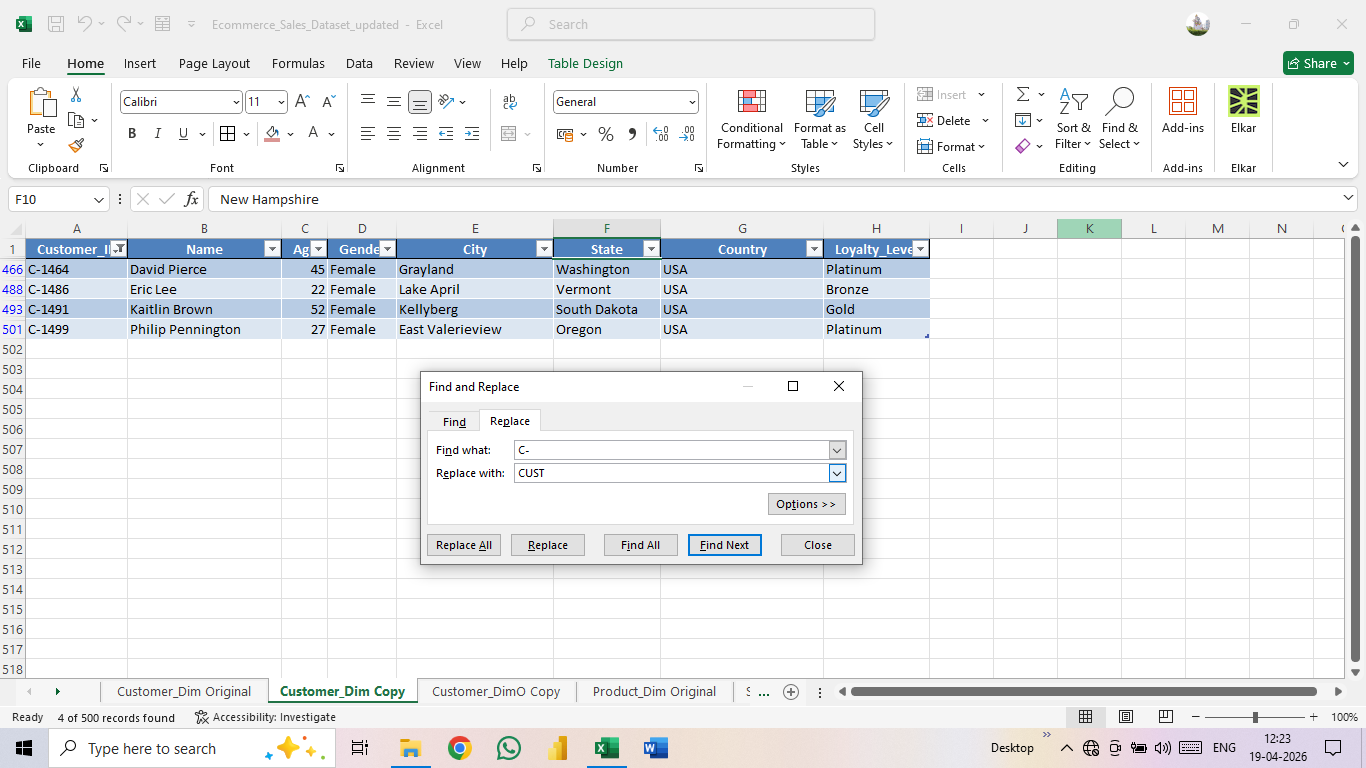 Ecommerce_Sales_Dataset_updated - Excel
Search
File Home Insert Page Layout Formulas Data Review View Help Table Design
Share
Paste
Calibri 11
General
Conditional Formatting
Format as Table
Cell Styles
Insert
Delete
Format
Sort & Filter
Find & Select
Add-ins
Elkar
Clipboard Font Alignment Number Styles Cells Editing Add-ins Elkar
F10 fx New Hampshire
A B C D E F G H I J K L M N
1 Customer_I Name Ag Gende City State Country Loyalty_Leve
466 C-1464 David Pierce 45 Female Grayland Washington USA Platinum
488 C-1486 Eric Lee 22 Female Lake April Vermont USA Bronze
493 C-1491 Kaitlin Brown 52 Female Kellyberg South Dakota USA Gold
501 C-1499 Philip Pennington 27 Female East Valerieview Oregon USA Platinum
502
503
504
505
506
507
508
509
510
511
512
513
514
515
516
517
518
Find and Replace
Find Replace
Find what: C-
Replace with: CUST
Options >>
Replace All Replace Find All Find Next Close
Customer_Dim Original Customer_Dim Copy Customer_DimO Copy Product_Dim Original S ...
Ready 4 of 500 records found Accessibility: Investigate 100%
Type here to search
Desktop
ENG
12:23
19-04-2026